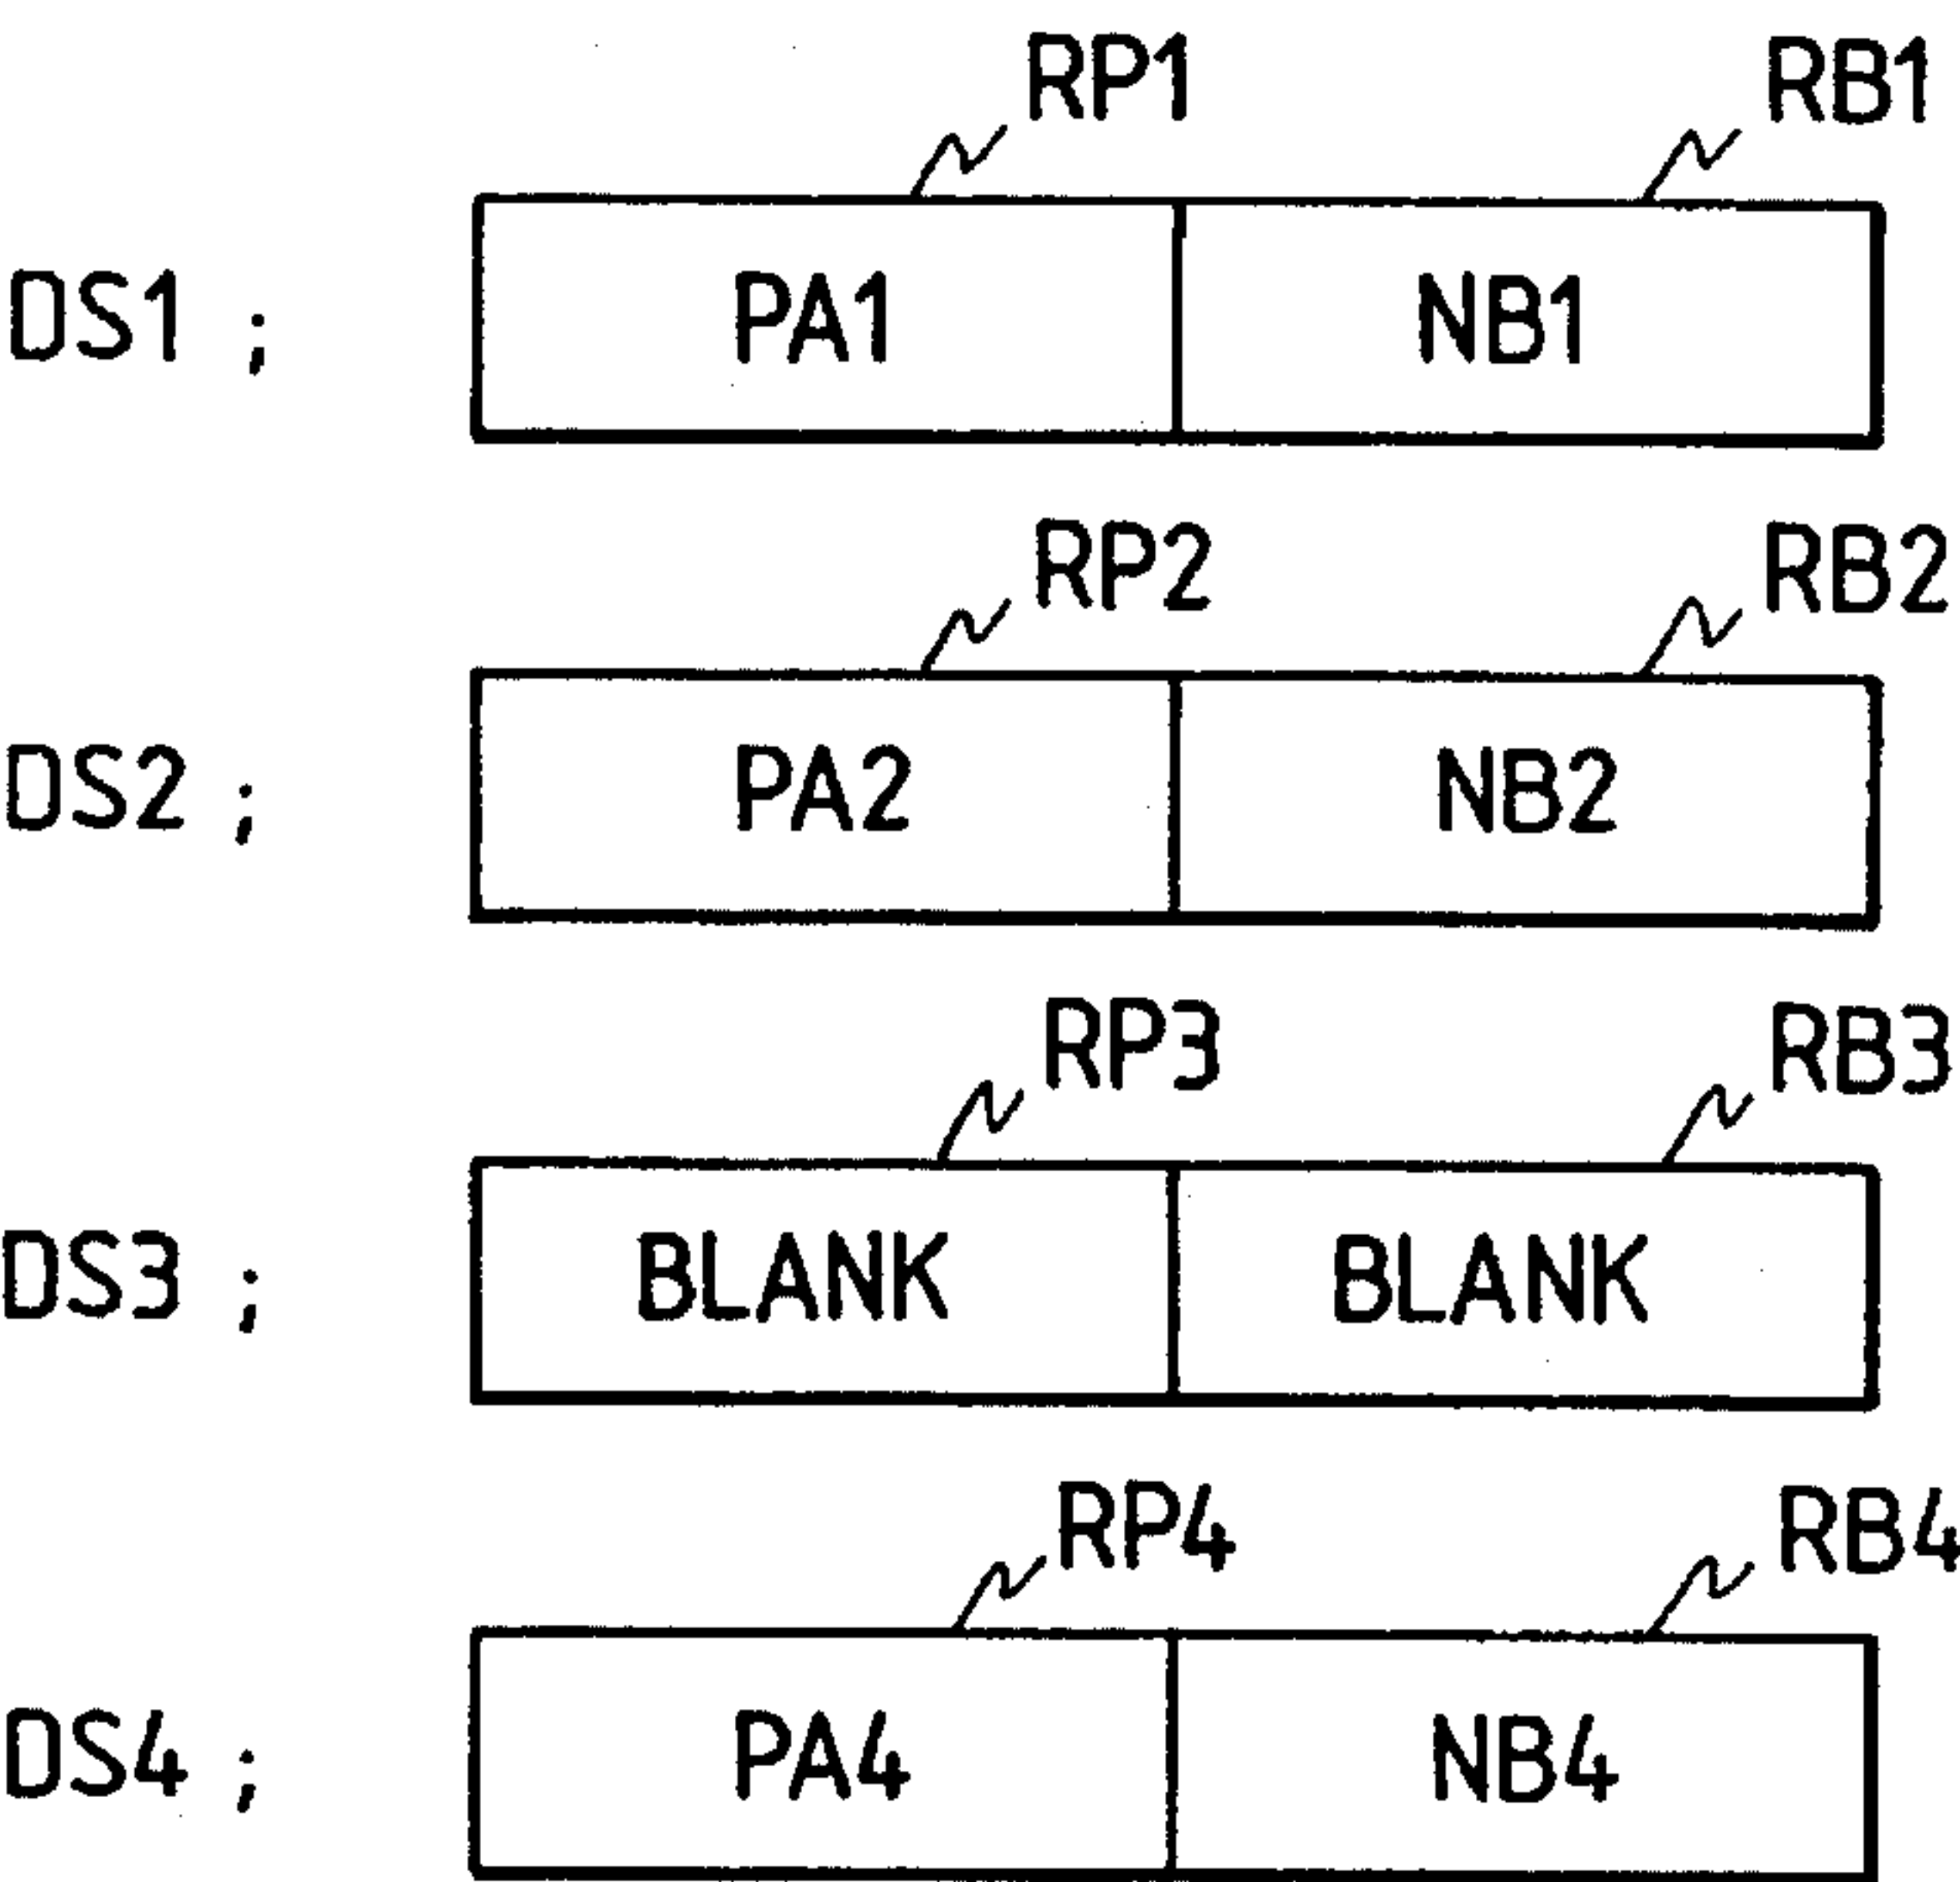 RP1 RB1
DS1 ; PA1 NB1
RP2 RB2
DS2 ; PA2 NB2
RP3 RB3
DS3 ; BLANK BLANK
RP4 RB4
DS4 ; PA4 NB4